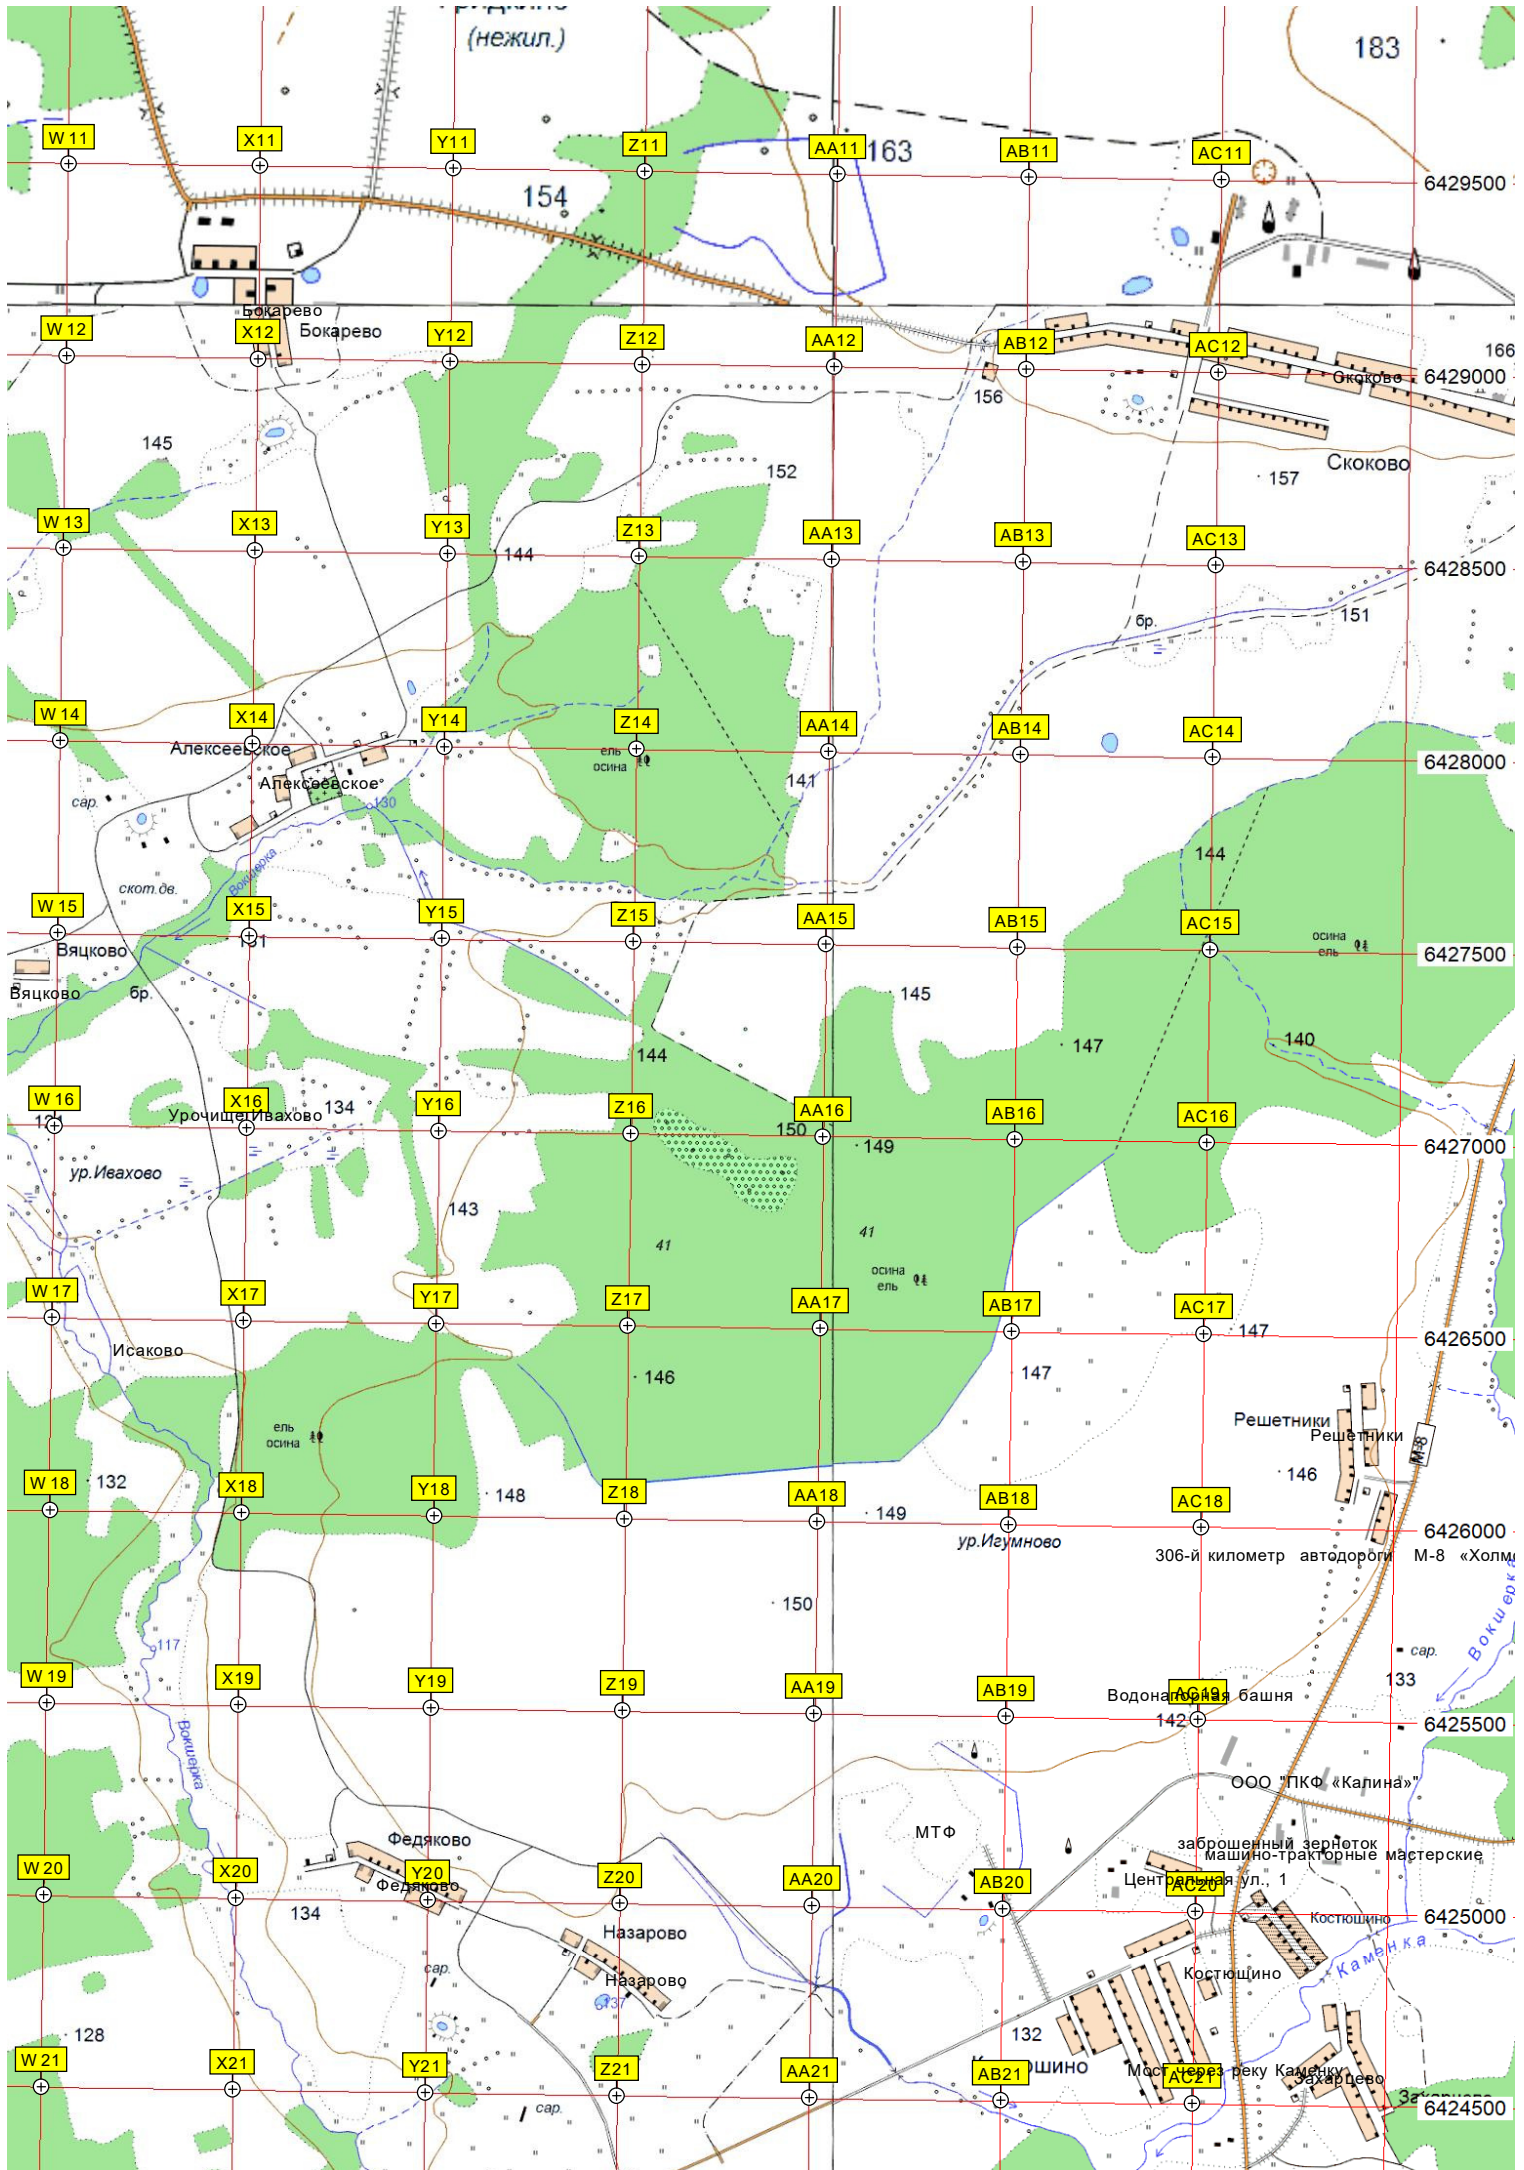 (нежил.)
183
W 11
X11
Y11
Z11
AA11
163
AB11
AC11
6429500
154
Бокарево
Бокарево
W 12
X12
Y12
Z12
AA12
AB12
AC12
166
Скоково
6429000
156
145
152
157
Скоково
W 13
X13
Y13
144
Z13
AA13
AB13
AC13
6428500
бр.
151
W 14
X14
Y14
Z14
AA14
AB14
AC14
Алексеевское
ель
осина
6428000
Алексеевское
141
130
сар.
144
Вокшерка
скот.дв.
W 15
X15
Y15
Z15
AA15
AB15
AC15
осина
ель
6427500
Вяцково
131
Вяцково
бр.
145
144
147
140
W 16
X16
Y16
Z16
AA16
AB16
AC16
Урочище Ивахово
134
150
149
6427000
ур.Ивахово
143
41
41
осина
ель
W 17
X17
Y17
Z17
AA17
AB17
AC17
147
6426500
Исаково
146
147
Решетники
Решетники
М-8
ель
осина
132
W 18
X18
Y18
148
Z18
AA18
149
AB18
AC18
146
6426000
ур.Игумново
306-й километр автодороги М-8 «Холм
150
Вокшерка
117
сар.
133
W 19
X19
Y19
Z19
AA19
AB19
AC19
Водонапорная башня
142
6425500
Вокшерка
ООО "ПКФ «Калина»"
МТФ
Федяково
заброшенный зерноток
машино-тракторные мастерские
W 20
X20
Y20
Z20
AA20
AB20
AC20
Федяково
Центральная ул., 1
134
Костюшино
6425000
Назарово
Каменка
сар.
Назарово
Костюшино
137
128
132
W 21
X21
Y21
Z21
AA21
AB21
AC21
Мост через реку Каменку
Захарцево
сар.
6424500